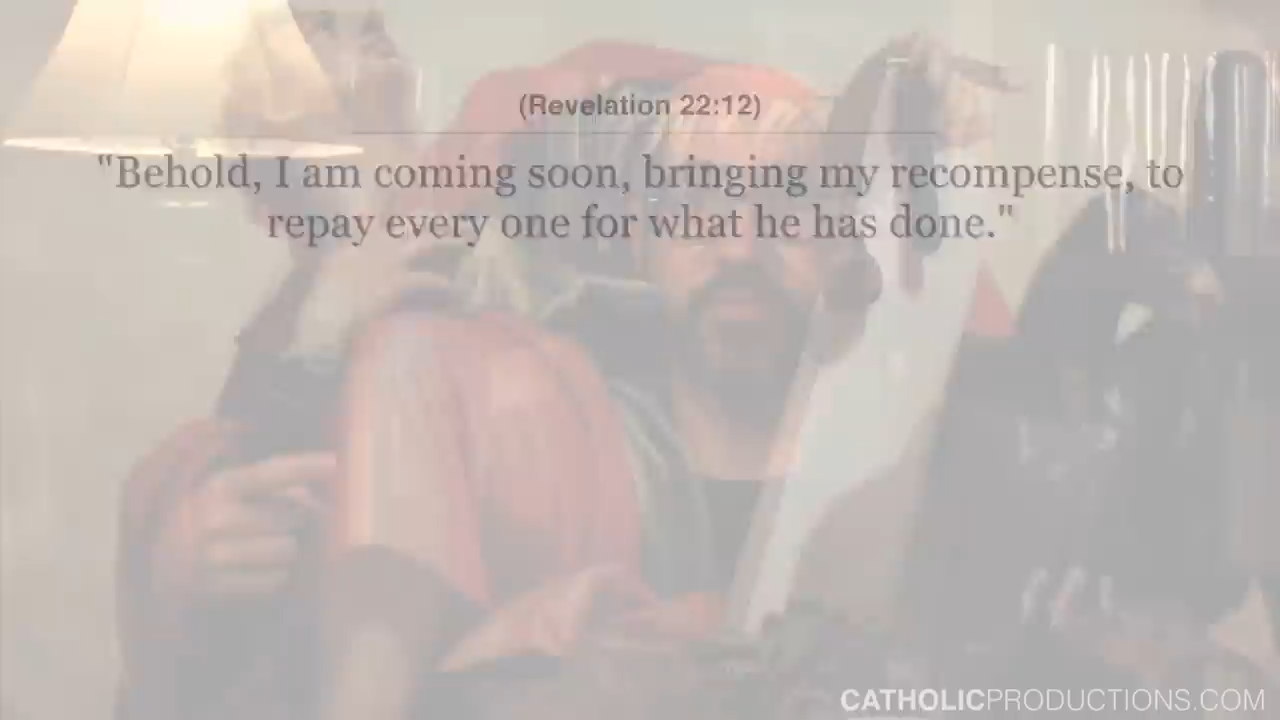 (Revelation 22:12)
"Behold, I am coming soon, bringing my recompense, to
repay every one for what he has done."
CATHOLICPRODUCTIONS.COM